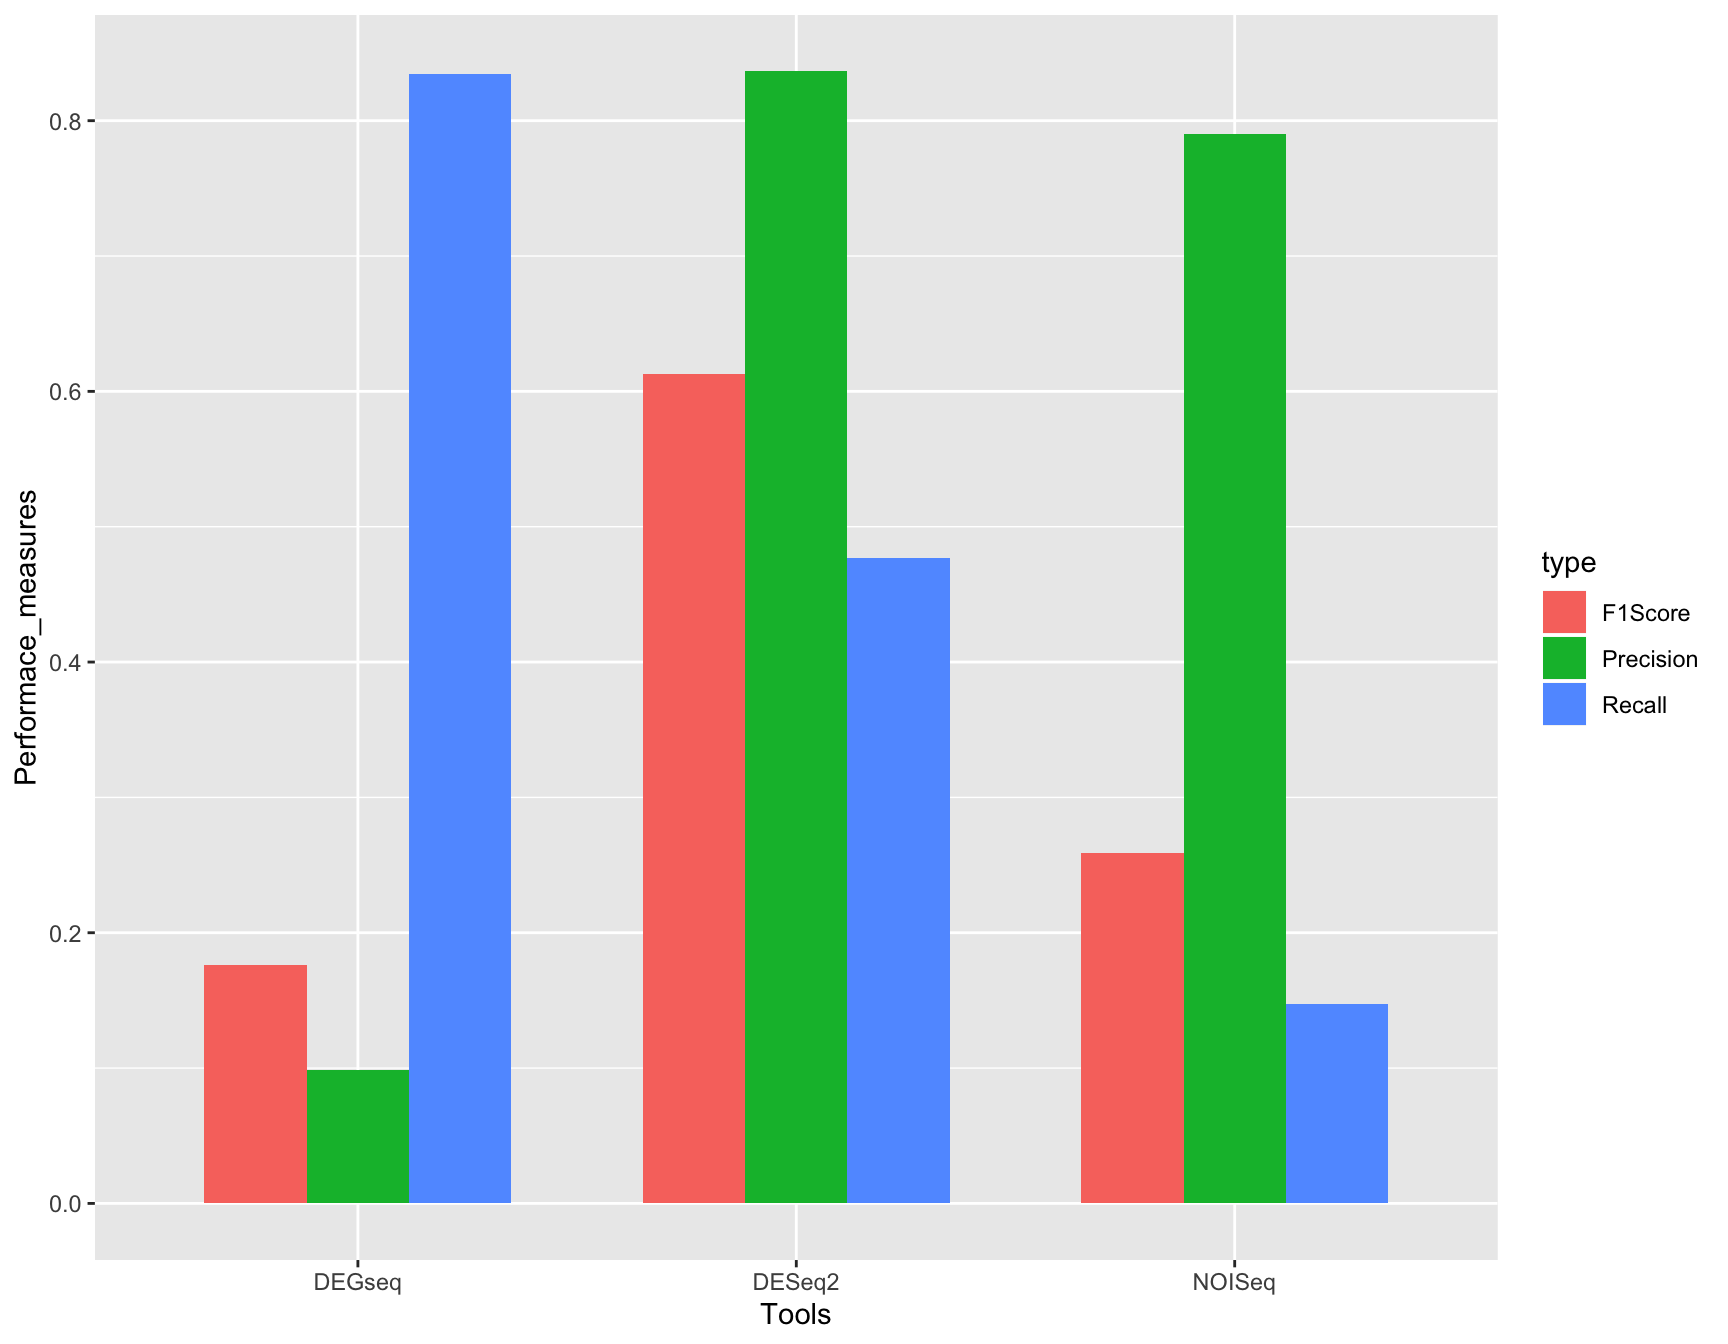 Performace_measures
0.8
0.6
0.4
0.2
0.0
DEGseq
DESeq2
NOISeq
Tools
type
F1Score
Precision
Recall